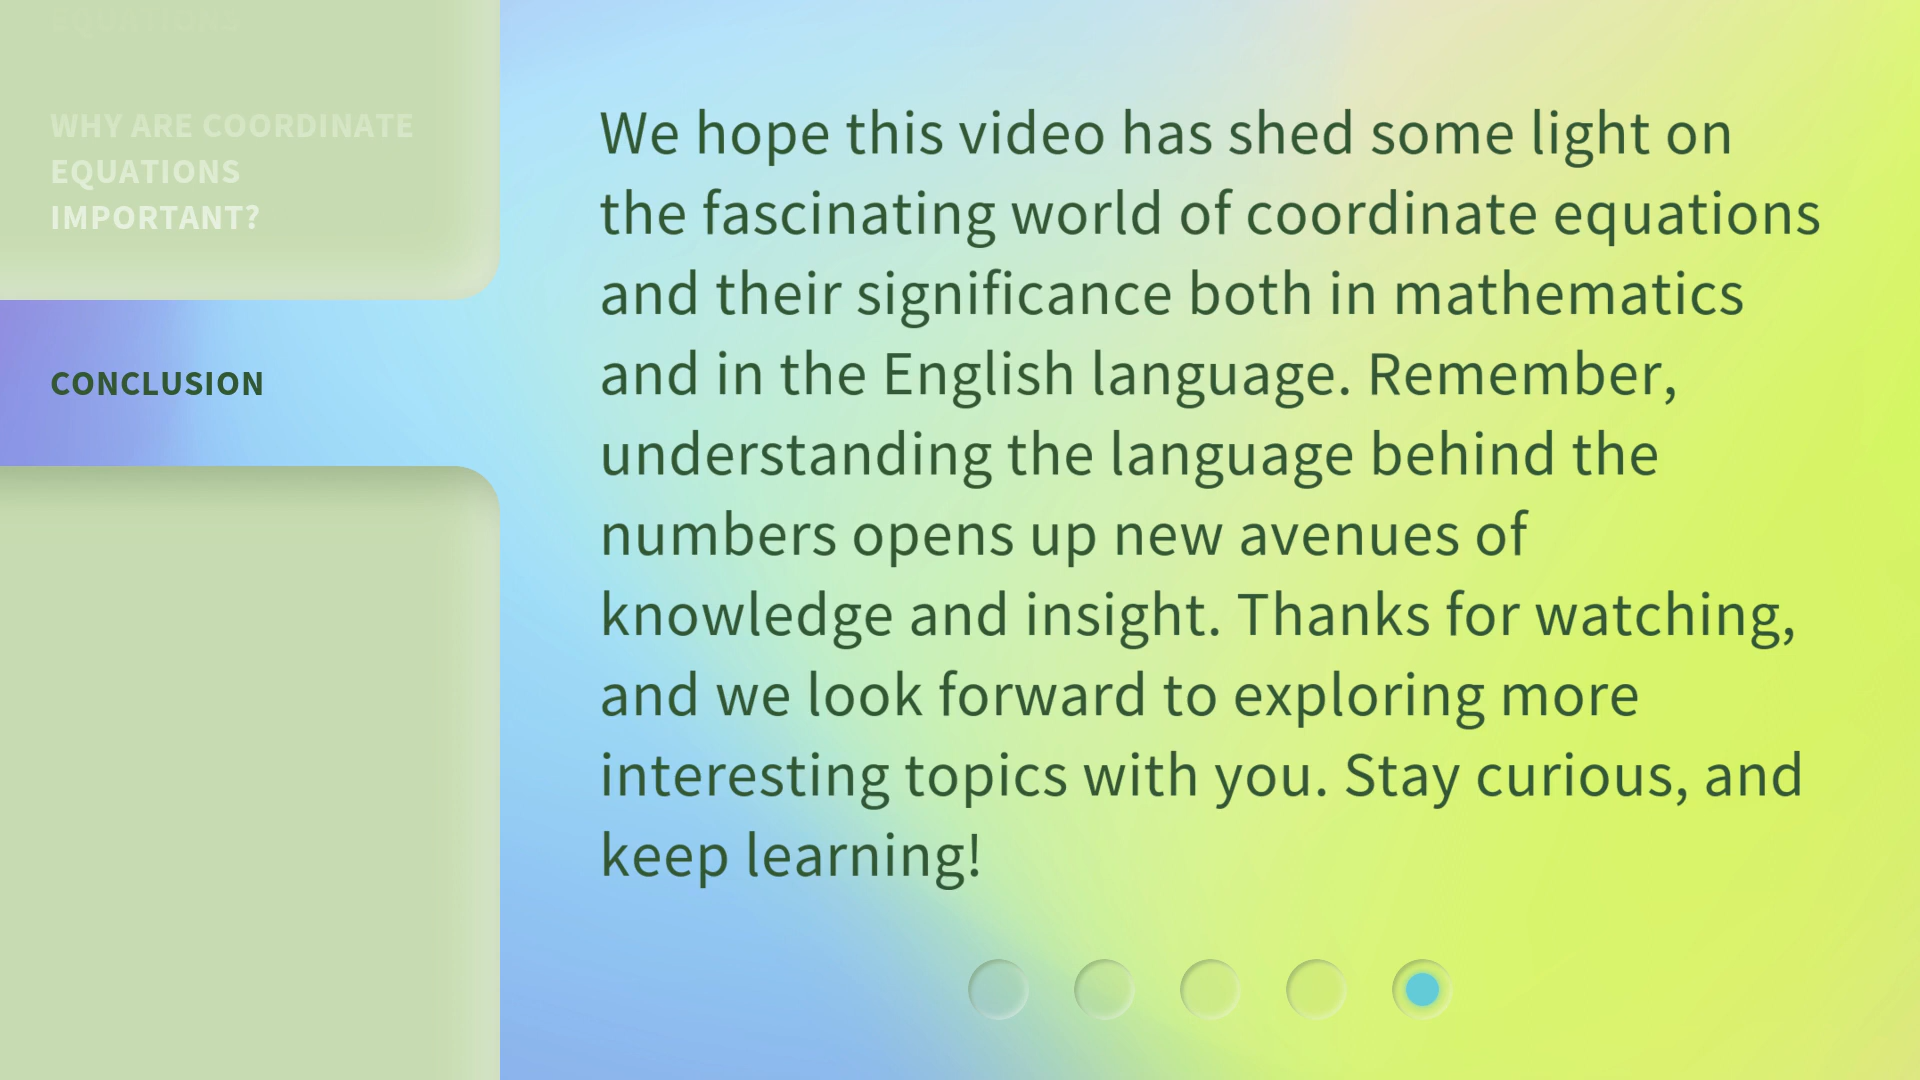 EQUATIONS
WHY ARE COORDINATE
EQUATIONS
IMPORTANT?
CONCLUSION
We hope this video has shed some light on
the fascinating world of coordinate equations
and their significance both in mathematics
and in the English language. Remember,
understanding the language behind the
numbers opens up new avenues of
knowledge and insight. Thanks for watching,
and we look forward to exploring more
interesting topics with you. Stay curious, and
keep learning!